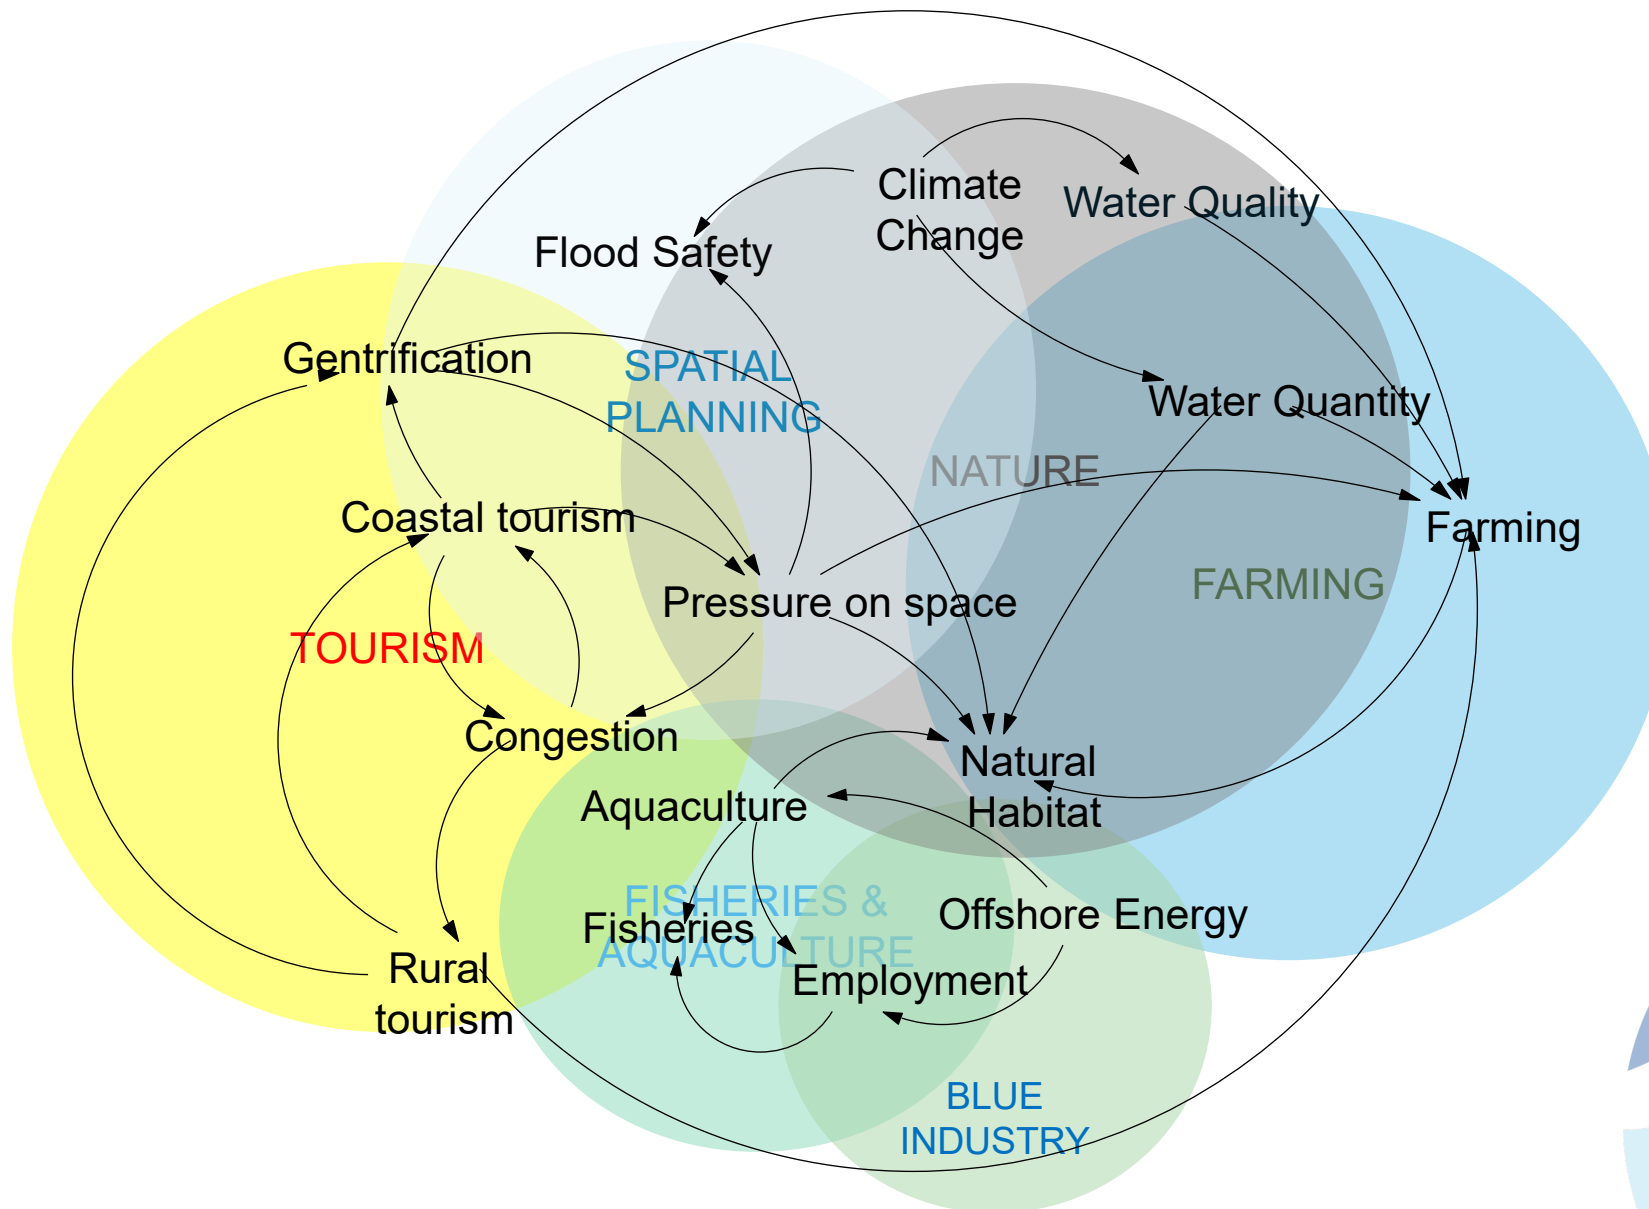 Climate
Change
Water Quality
Flood Safety
Gentrification
SPATIAL
PLANNING
Water Quantity
NATURE
Coastal tourism
Farming
FARMING
Pressure on space
TOURISM
Congestion
Natural
Habitat
Aquaculture
FISHERIES &
AQUACULTURE
Fisheries
Offshore Energy
Employment
Rural
tourism
BLUE
INDUSTRY